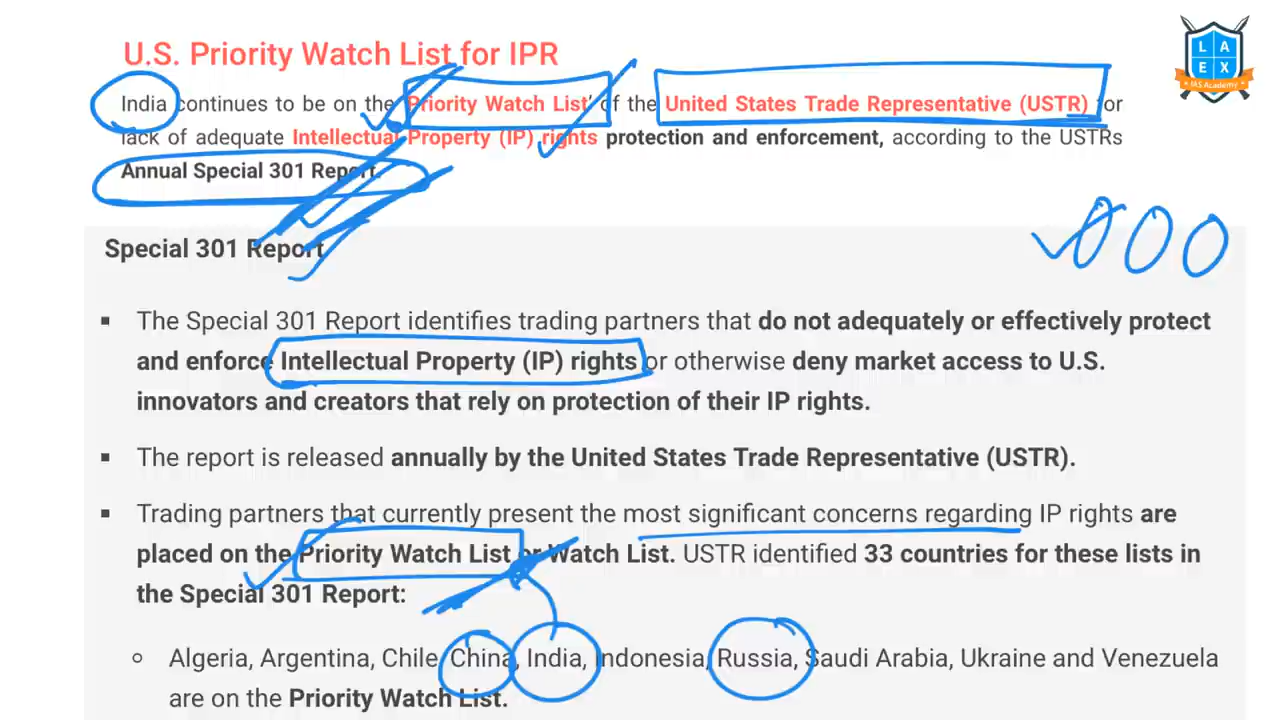 U.S. Priority Watch List for IPR
India continues to be on the 'Priority Watch List' of the United States Trade Representative (USTR) for
lack of adequate Intellectual Property (IP) rights protection and enforcement, according to the USTRs
Annual Special 301 Report.
L A
E X
MS Academy
Special 301 Report
▪ The Special 301 Report identifies trading partners that do not adequately or effectively protect
and enforce Intellectual Property (IP) rights or otherwise deny market access to U.S.
innovators and creators that rely on protection of their IP rights.
▪ The report is released annually by the United States Trade Representative (USTR).
▪ Trading partners that currently present the most significant concerns regarding IP rights are
placed on the Priority Watch List or Watch List. USTR identified 33 countries for these lists in
the Special 301 Report:
○ Algeria, Argentina, Chile, China, India, Indonesia, Russia, Saudi Arabia, Ukraine and Venezuela
are on the Priority Watch List.